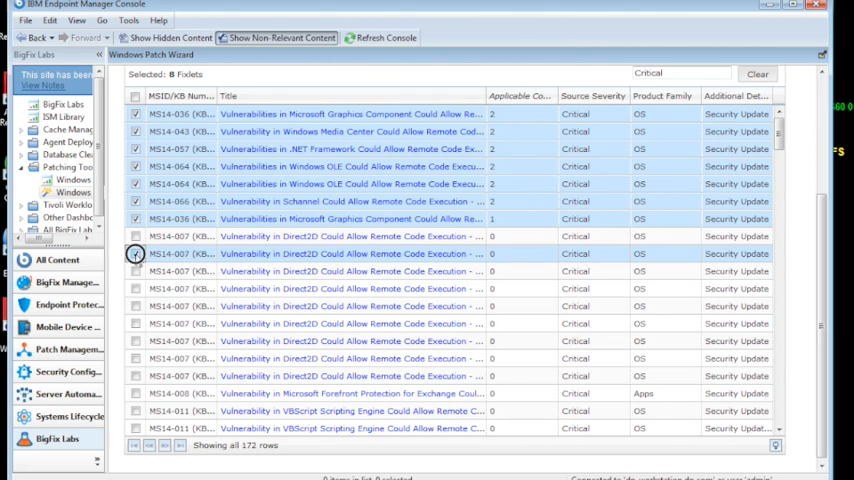 IBM Endpoint Manager Console
File Edit View Go Tools Help
Back Forward Show Hidden Content Show Non-Relevant Content Refresh Console
BigFix Labs « Windows Patch Wizard
This site has been
View Notes
BigFix Labs
ISM Library
Cache Manag
Agent Deploy
Database Clea
Patching Tool
Windows
Windows
Tivoli Worklo
Other Dashbo
All BigFix Lab
All Content
BigFix Manage...
Endpoint Protec...
Mobile Device ...
Patch Managem...
Security Config...
Server Automa...
Systems Lifecycle
BigFix Labs
»
Selected: 8 Fixlets Critical Clear
MSID/KB Num... Title Applicable Co... Source Severity Product Family Additional Det...
MS14-036 (KB... Vulnerabilities in Microsoft Graphics Component Could Allow Re... 2 Critical OS Security Update
MS14-043 (KB... Vulnerability in Windows Media Center Could Allow Remote Cod... 2 Critical OS Security Update
MS14-057 (KB... Vulnerabilities in .NET Framework Could Allow Remote Code Ex... 2 Critical OS Security Update
MS14-064 (KB... Vulnerabilities in Windows OLE Could Allow Remote Code Execu... 2 Critical OS Security Update
MS14-064 (KB... Vulnerabilities in Windows OLE Could Allow Remote Code Execu... 2 Critical OS Security Update
MS14-066 (KB... Vulnerability in Schannel Could Allow Remote Code Execution - ... 2 Critical OS Security Update
MS14-036 (KB... Vulnerabilities in Microsoft Graphics Component Could Allow Re... 1 Critical OS Security Update
MS14-007 (KB... Vulnerability in Direct2D Could Allow Remote Code Execution - ... 0 Critical OS Security Update
MS14-007 (KB... Vulnerability in Direct2D Could Allow Remote Code Execution - ... 0 Critical OS Security Update
MS14-007 (KB... Vulnerability in Direct2D Could Allow Remote Code Execution - ... 0 Critical OS Security Update
MS14-007 (KB... Vulnerability in Direct2D Could Allow Remote Code Execution - ... 0 Critical OS Security Update
MS14-007 (KB... Vulnerability in Direct2D Could Allow Remote Code Execution - ... 0 Critical OS Security Update
MS14-007 (KB... Vulnerability in Direct2D Could Allow Remote Code Execution - ... 0 Critical OS Security Update
MS14-007 (KB... Vulnerability in Direct2D Could Allow Remote Code Execution - ... 0 Critical OS Security Update
MS14-007 (KB... Vulnerability in Direct2D Could Allow Remote Code Execution - ... 0 Critical OS Security Update
MS14-007 (KB... Vulnerability in Direct2D Could Allow Remote Code Execution - ... 0 Critical OS Security Update
MS14-008 (KB... Vulnerability in Microsoft Forefront Protection for Exchange Coul... 0 Critical Apps Security Update
MS14-011 (KB... Vulnerability in VBScript Scripting Engine Could Allow Remote C... 0 Critical OS Security Update
MS14-011 (KB... Vulnerability in VBScript Scripting Engine Could Allow Remote C... 0 Critical OS Security Updat...
Showing all 172 rows
0 items in list, 0 selected.